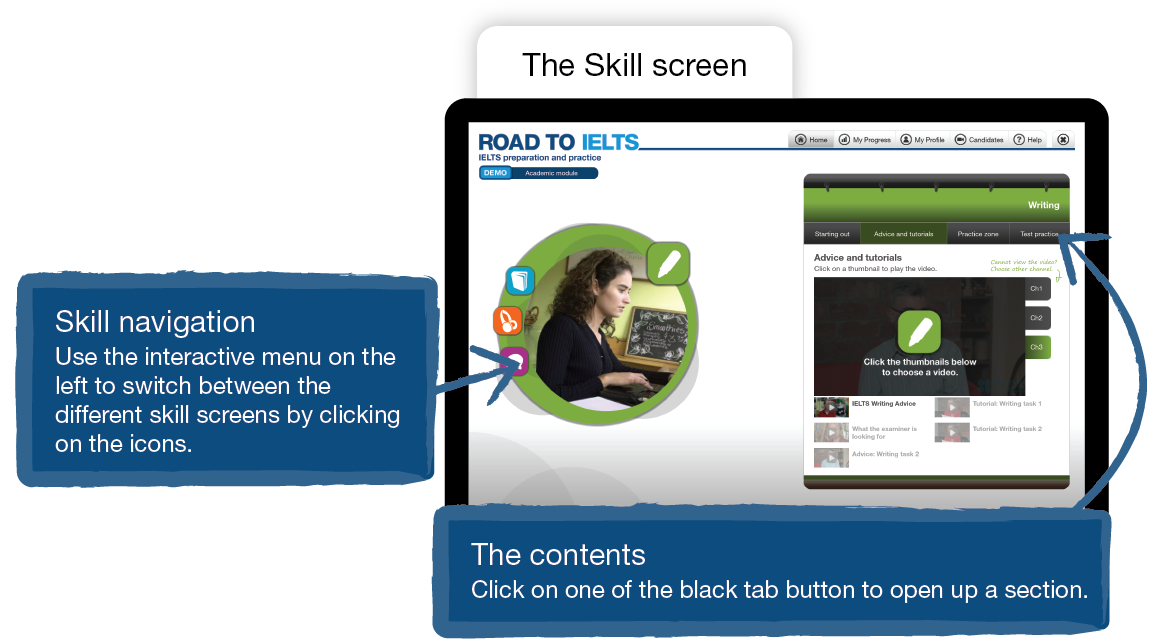 The Skill screen
ROAD TO IELTS
IELTS preparation and practice
DEMO Academic module
Home My Progress My Profile Candidates Help
Writing
Starting out Advice and tutorials Practice zone Test practice
Advice and tutorials
Click on a thumbnail to play the video.
Cannot view the video?
Choose other channel.
Ch1
Ch2
Ch3
Click the thumbnails below
to choose a video.
IELTS Writing Advice
Tutorial: Writing task 1
What the examiner is
looking for
Tutorial: Writing task 2
Advice: Writing task 2
Skill navigation
Use the interactive menu on the
left to switch between the
different skill screens by clicking
on the icons.
The contents
Click on one of the black tab button to open up a section.